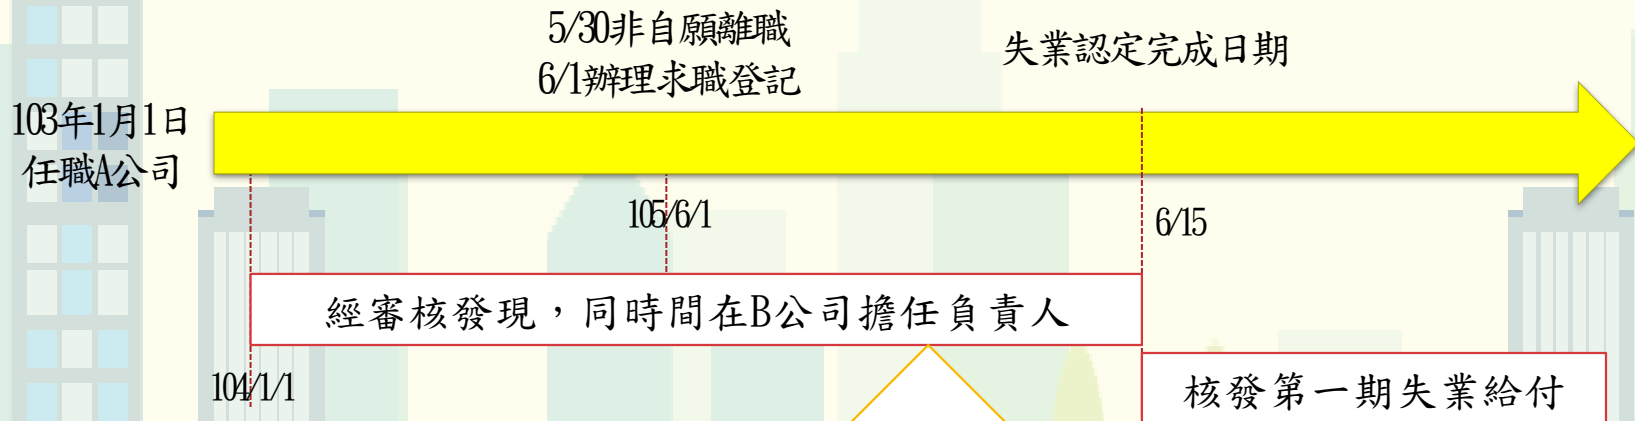 5/30非自願離職
6/1辦理求職登記
失業認定完成日期
103年1月1日
任職A公司
105/6/1
6/15
經審核發現，同時間在B公司擔任負責人
104/1/1
核發第一期失業給付